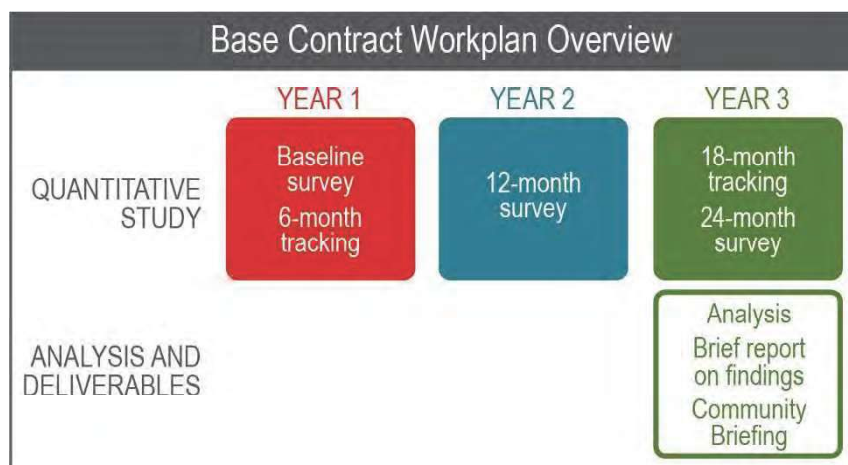 Base Contract Workplan Overview
YEAR 1
YEAR 2
YEAR 3
QUANTITATIVE
STUDY
Baseline
survey
6-month
tracking
12-month
survey
18-month
tracking
24-month
survey
ANALYSIS AND
DELIVERABLES
Analysis
Brief report
on findings
Community
Briefing